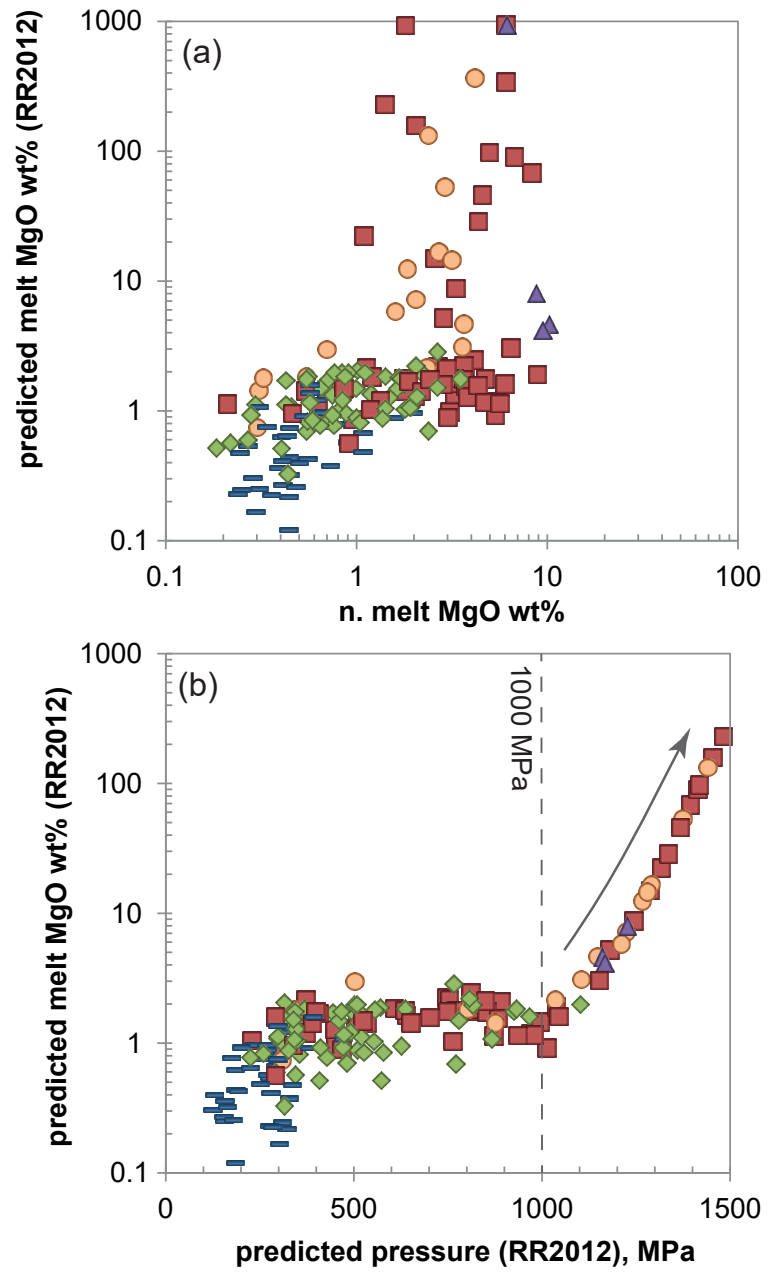 (a)
predicted melt MgO wt% (RR2012)
1000
100
10
1
0.1
0.1 1 10 100
n. melt MgO wt%
(b)
1000 MPa
predicted melt MgO wt% (RR2012)
1000
100
10
1
0.1
0 500 1000 1500
predicted pressure (RR2012), MPa